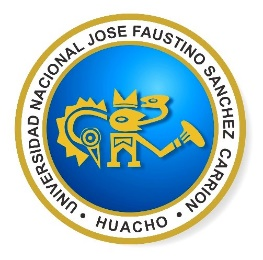 UNIVERSIDAD NACIONAL JOSE FAUSTINO SANCHEZ CARRION
HUACHO